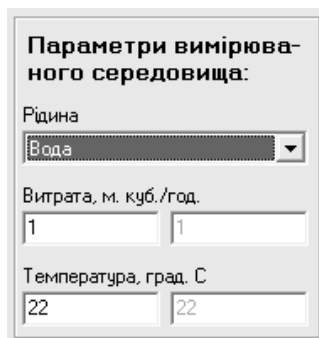 Параметри вимірюва-
ного середовища:
Рідина
Вода
Витрата, м. куб./год.
1 1
Температура, град. С
22 22